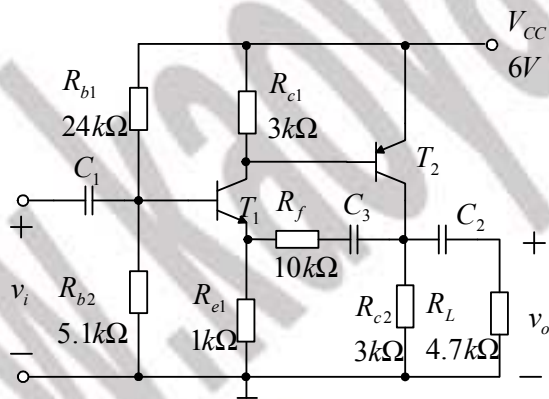 V_CC
6V
R_b1
24kΩ
R_c1
3kΩ
C_1
T_1
T_2
R_f
10kΩ
C_3
C_2
+
v_i
−
R_b2
5.1kΩ
R_e1
1kΩ
R_c2
3kΩ
R_L
4.7kΩ
+
v_o
−